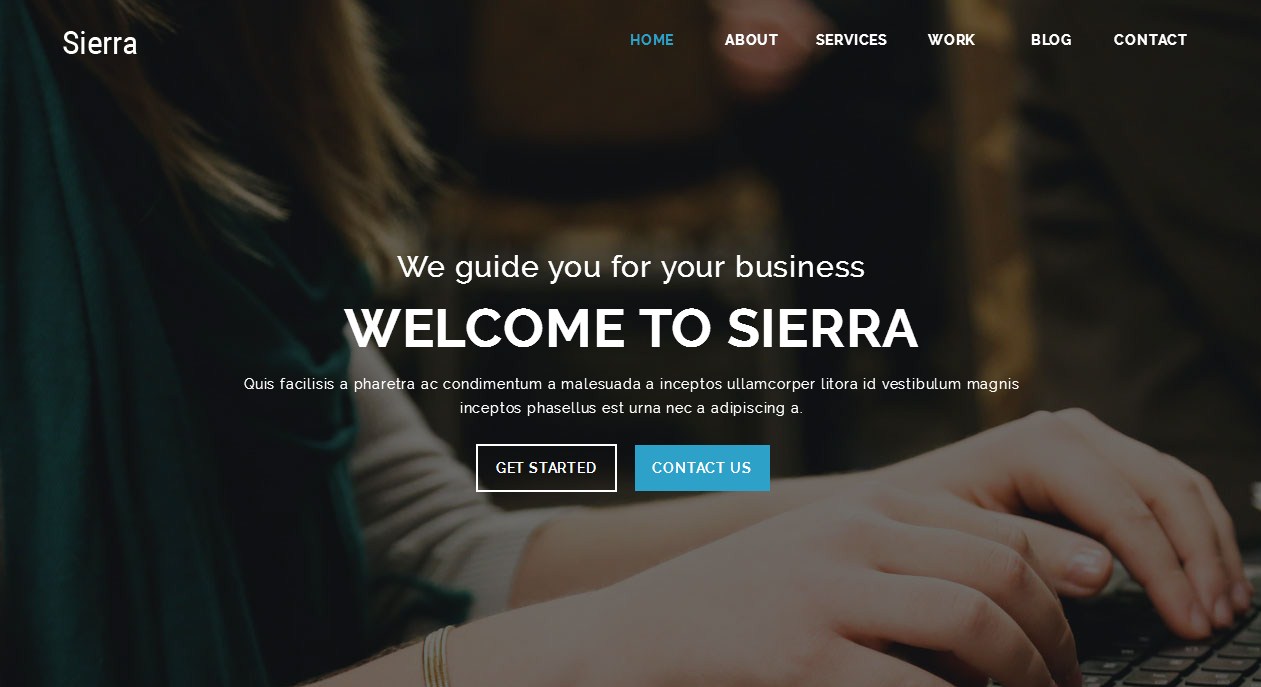 Sierra
HOME ABOUT SERVICES WORK BLOG CONTACT
We guide you for your business
WELCOME TO SIERRA
Quis facilisis a pharetra ac condimentum a malesuada a inceptos ullamcorper litora id vestibulum magnis
inceptos phasellus est urna nec a adipiscing a.
GET STARTED CONTACT US